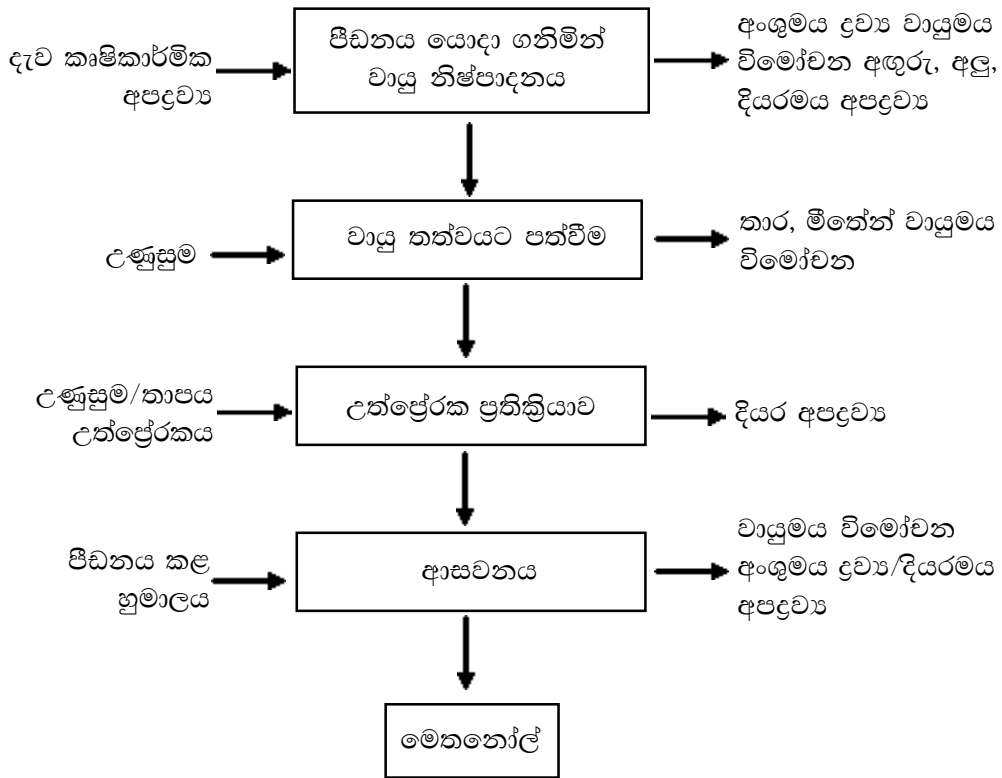 දැව කෘෂිකාර්මික
අපද්‍රව්‍ය
පීඩනය යොදා ගනිමින්
වායු නිෂ්පාදනය
අංශුමය ද්‍රව්‍ය වායුමය
විමෝචන අඟුරු, අලු,
දියරමය අපද්‍රව්‍ය
උණුසුම
වායු තත්වයට පත්වීම
තාර, මීතේන් වායුමය
විමෝචන
උණුසුම/තාපය
උත්ප්‍රේරකය
උත්ප්‍රේරක ප්‍රතික්‍රියාව
දියර අපද්‍රව්‍ය
පීඩනය කළ
හුමාලය
ආසවනය
වායුමය විමෝචන
අංශුමය ද්‍රව්‍ය/දියරමය
අපද්‍රව්‍ය
මෙතනෝල්